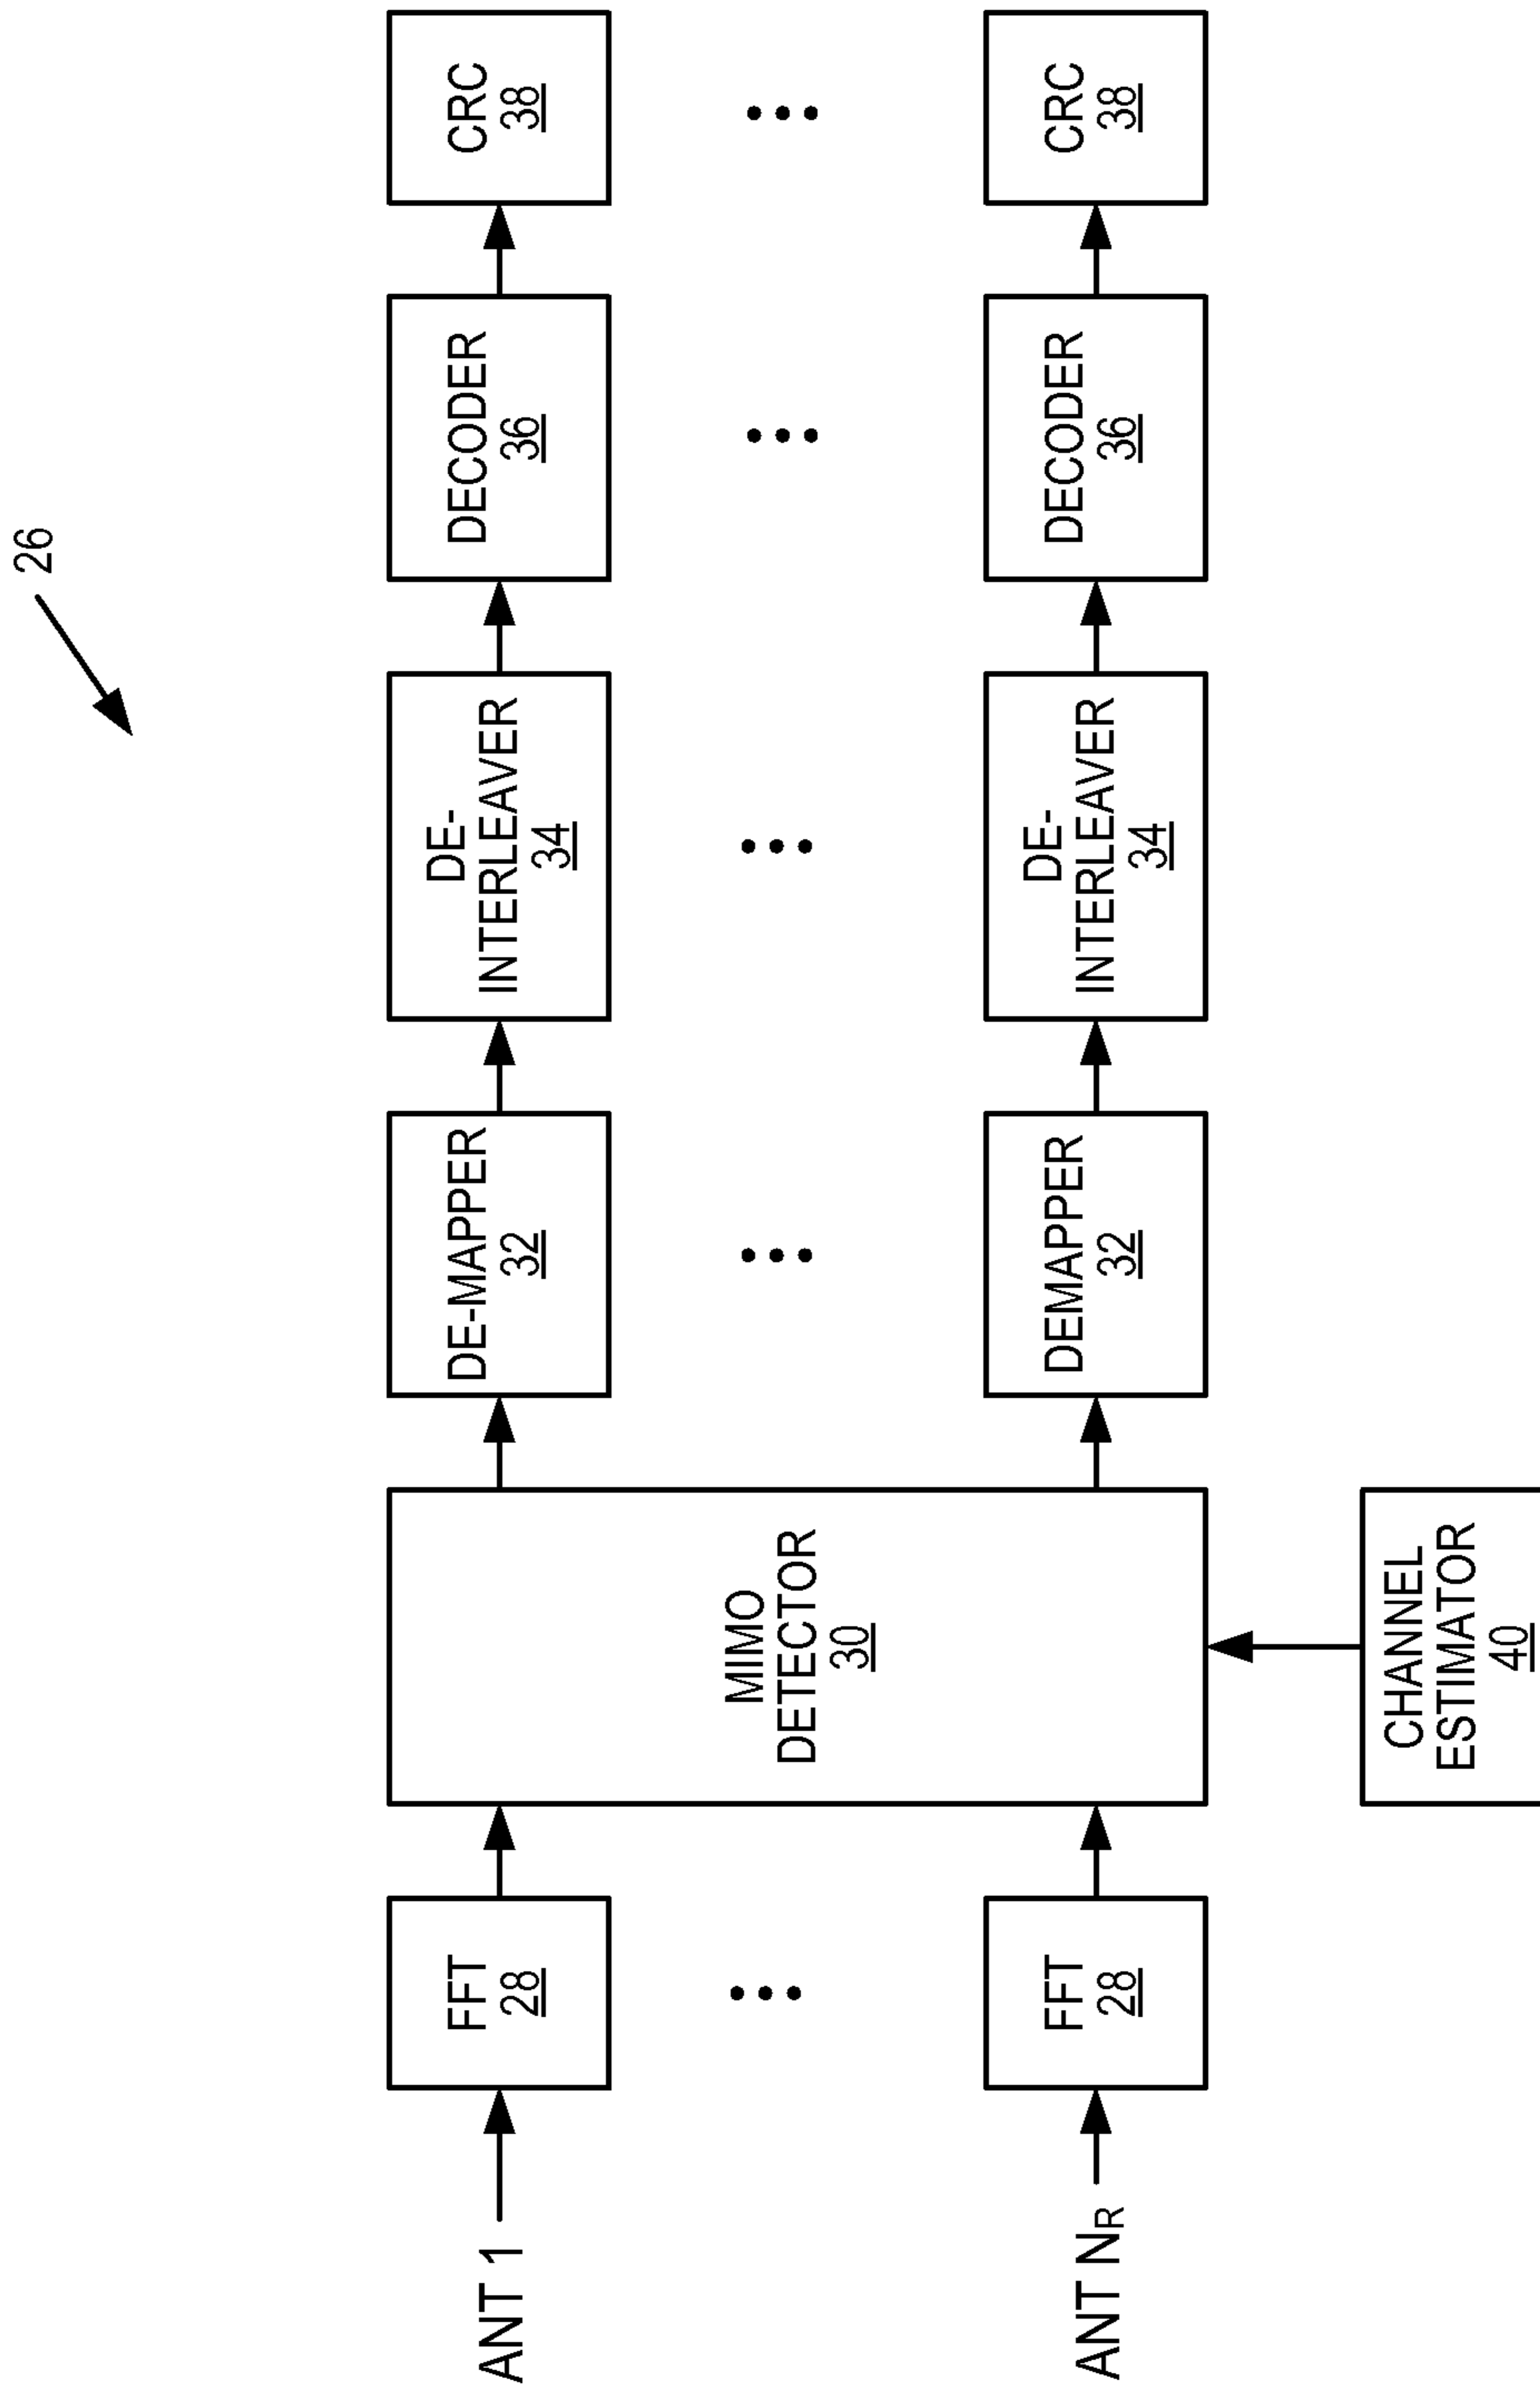 26
ANT 1
FFT
28
MIMO
DETECTOR
30
DE-MAPPER
32
DE-
INTERLEAVER
34
DECODER
36
CRC
38
ANT NR
FFT
28
DEMAPPER
32
DE-
INTERLEAVER
34
DECODER
36
CRC
38
CHANNEL
ESTIMATOR
40